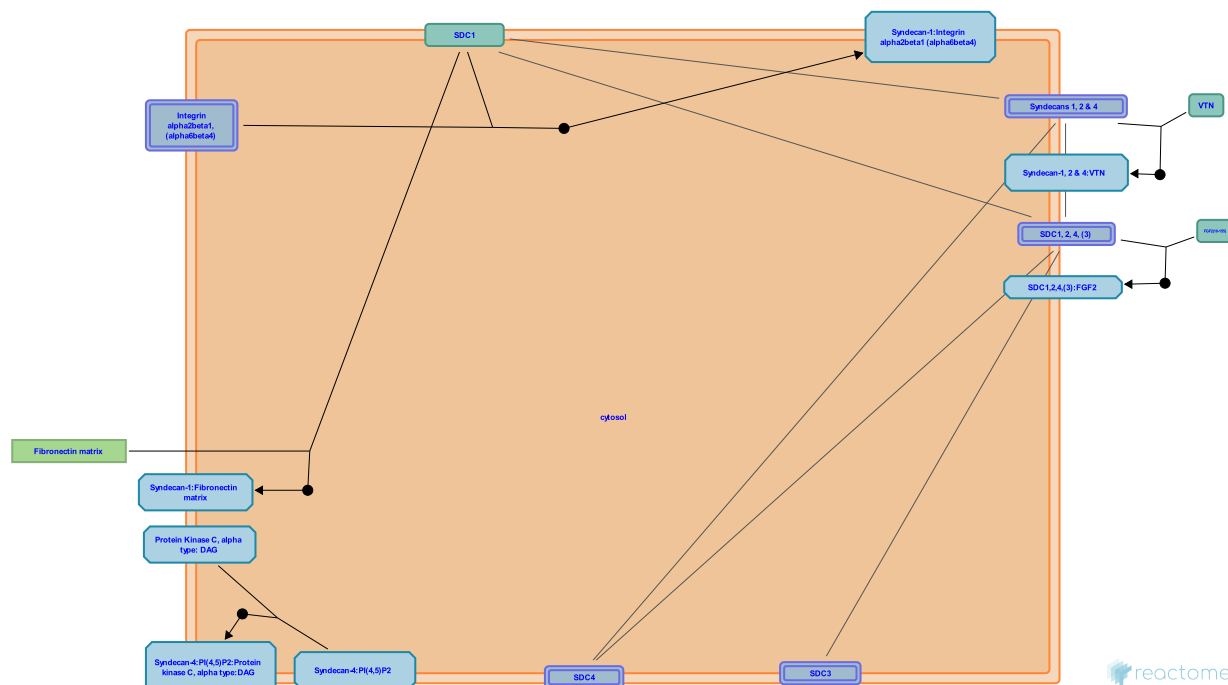 SDC1
Syndecan-1:Integrin
alpha2beta1 (alpha6beta4)
Integrin
alpha2beta1,
(alpha6beta4)
Syndecans 1, 2 & 4
VTN
Syndecan-1, 2 & 4:VTN
SDC1, 2, 4, (3)
SDC1,2,4,(3):FGF2
cytosol
Fibronectin matrix
Syndecan-1:Fibronectin
matrix
Protein Kinase C, alpha
type: DAG
Syndecan-4:PI(4,5)P2:Protein
kinase C, alpha type:DAG
Syndecan-4:PI(4,5)P2
SDC4
SDC3
reactome